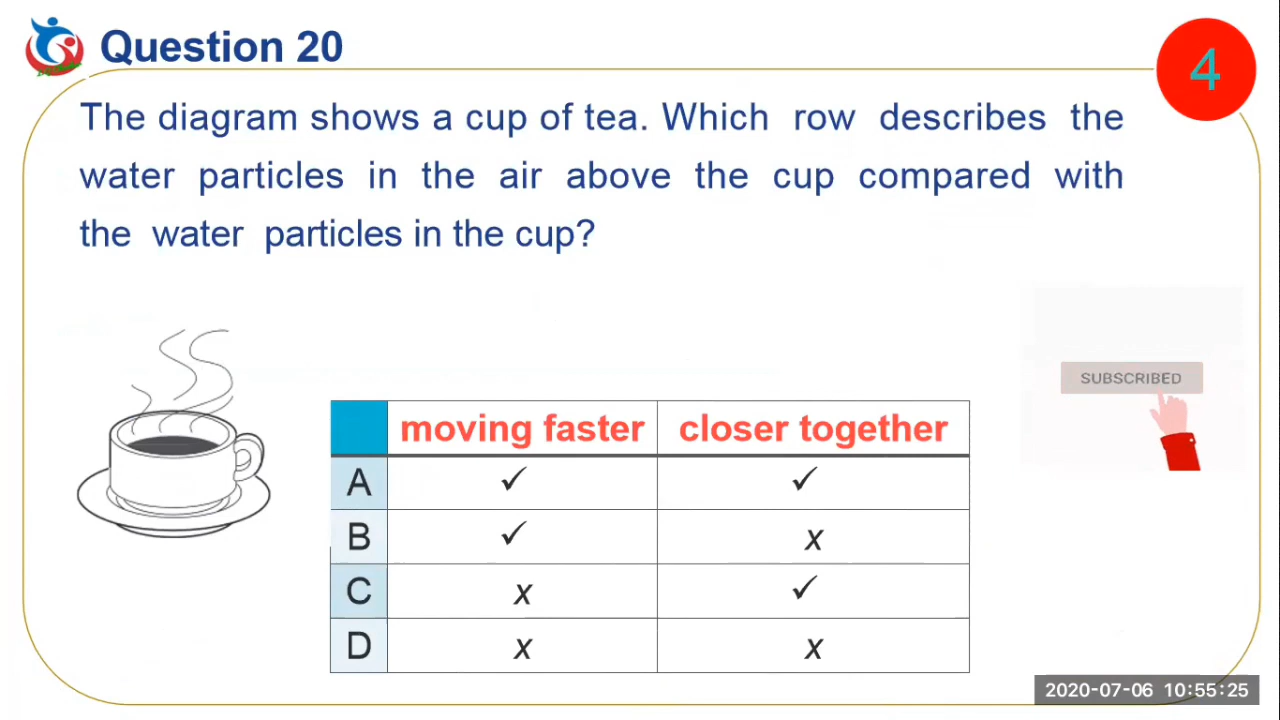 Question 20
4
The diagram shows a cup of tea. Which row describes the
water particles in the air above the cup compared with
the water particles in the cup?
SUBSCRIBED
moving faster closer together
A ✓ ✓
B ✓ x
C x ✓
D x x
2020-07-06 10:55:25